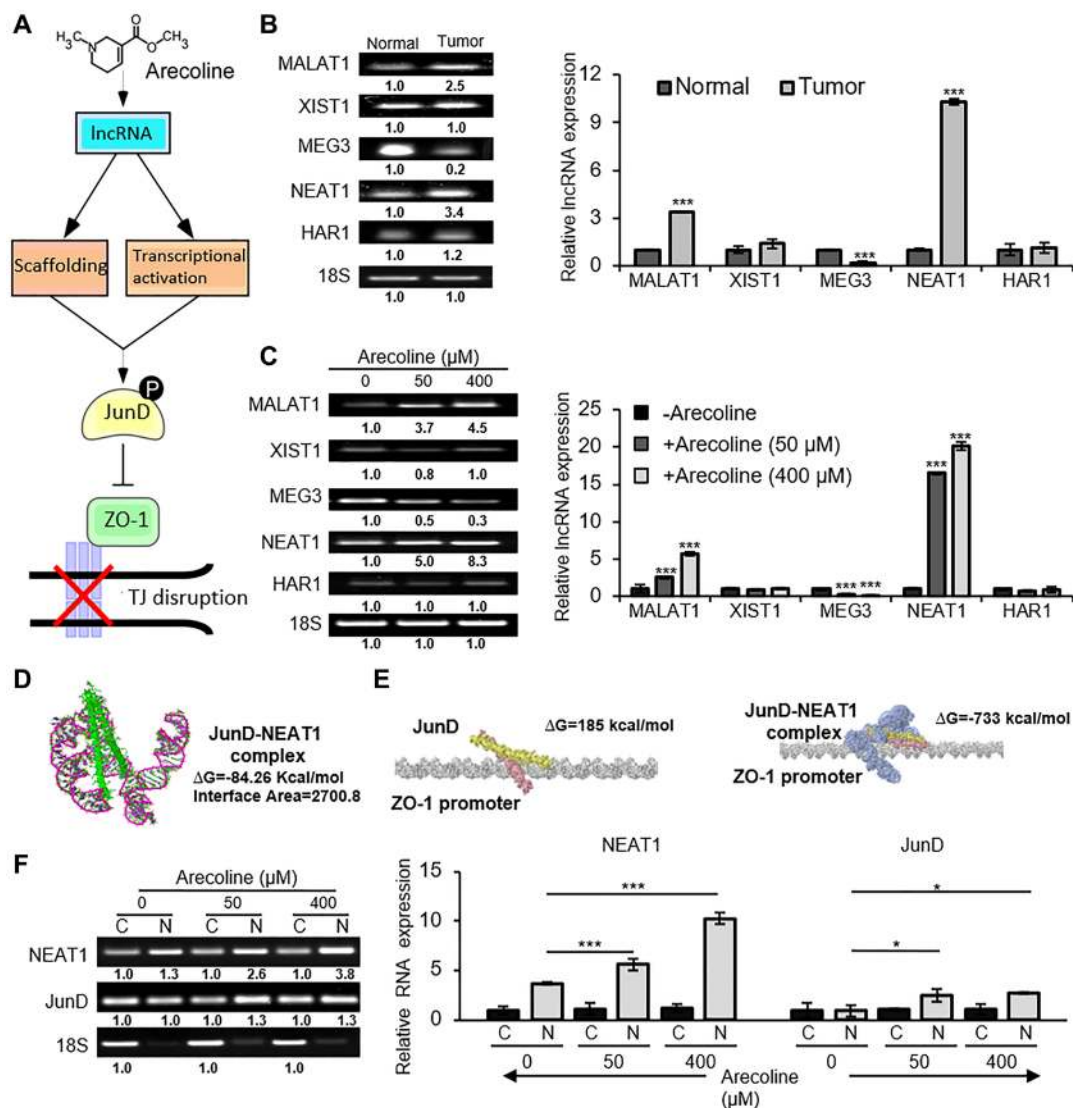 A
H₃C
N
O
O
CH₃
Arecoline
lncRNA
Scaffolding
Transcriptional
activation
P
JunD
ZO-1
TJ disruption
B
Normal Tumor
MALAT1
1.0 2.5
XIST1
1.0 1.0
MEG3
1.0 0.2
NEAT1
1.0 3.4
HAR1
1.0 1.2
18S
1.0 1.0
Relative lncRNA expression
12
9
6
3
0
Normal Tumor
***
***
***
MALAT1 XIST1 MEG3 NEAT1 HAR1
C
Arecoline (µM)
0 50 400
MALAT1
1.0 3.7 4.5
XIST1
1.0 0.8 1.0
MEG3
1.0 0.5 0.3
NEAT1
1.0 5.0 8.3
HAR1
1.0 1.0 1.0
18S
1.0 1.0 1.0
Relative lncRNA expression
25
20
15
10
5
0
-Arecoline
+Arecoline (50 µM)
+Arecoline (400 µM)
*** ***
*** ***
*** ***
MALAT1 XIST1 MEG3 NEAT1 HAR1
D
JunD-NEAT1
complex
ΔG=-84.26 Kcal/mol
Interface Area=2700.8
E
JunD
ΔG=185 kcal/mol
ZO-1 promoter
JunD-NEAT1
complex
ΔG=-733 kcal/mol
ZO-1 promoter
F
Arecoline (µM)
0 50 400
C N C N C N
NEAT1
1.0 1.3 1.0 2.6 1.0 3.8
JunD
1.0 1.0 1.0 1.3 1.0 1.3
18S
1.0 1.0 1.0
Relative RNA expression
15
10
5
0
NEAT1
***
***
C N C N C N
0 50 400
JunD
*
*
C N C N C N
0 50 400
Arecoline
(µM)